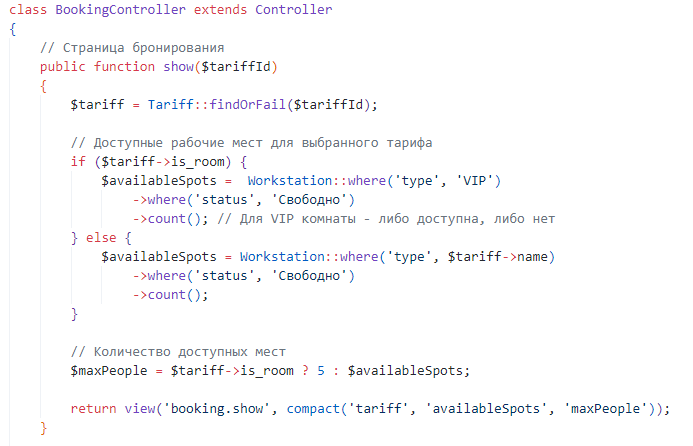 class BookingController extends Controller
{
    // Страница бронирования
    public function show($tariffId)
    {
        $tariff = Tariff::findOrFail($tariffId);

        // Доступные рабочие мест для выбранного тарифа
        if ($tariff->is_room) {
            $availableSpots =  Workstation::where('type', 'VIP')
                ->where('status', 'Свободно')
                ->count(); // Для VIP комнаты - либо доступна, либо нет
        } else {
            $availableSpots = Workstation::where('type', $tariff->name)
                ->where('status', 'Свободно')
                ->count();
        }

        // Количество доступных мест
        $maxPeople = $tariff->is_room ? 5 : $availableSpots;

        return view('booking.show', compact('tariff', 'availableSpots', 'maxPeople'));
    }